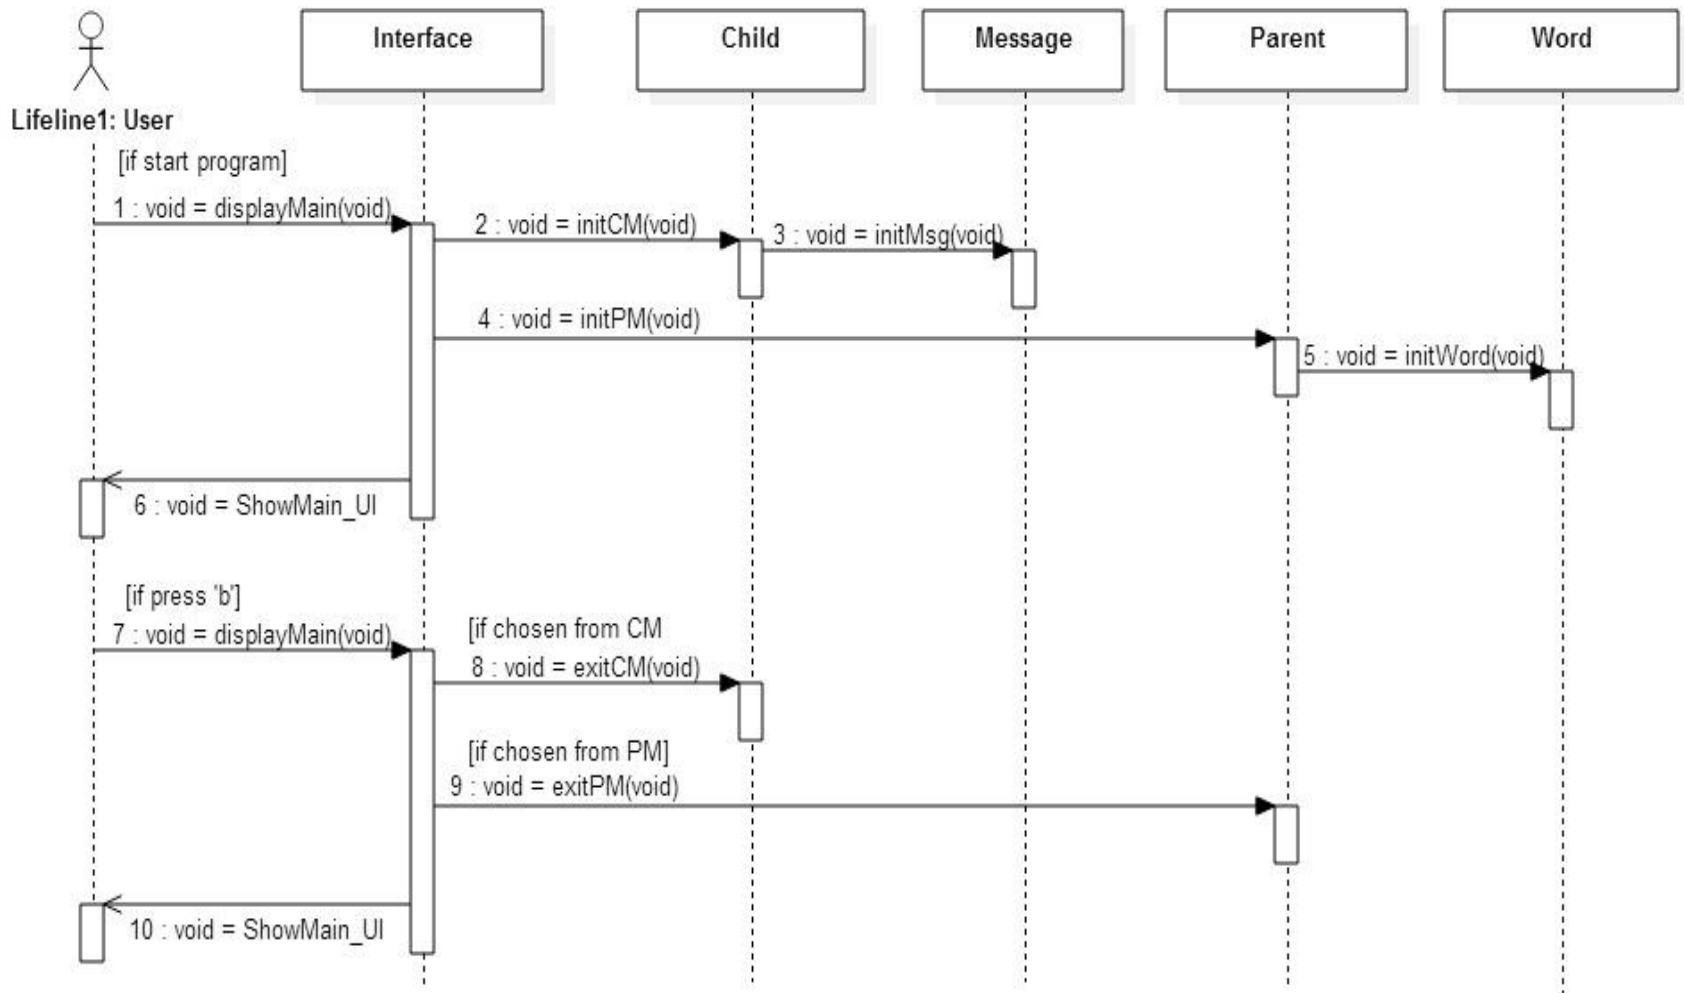 Interface
Child
Message
Parent
Word
Lifeline1: User
[if start program]
1 : void = displayMain(void)
2 : void = initCM(void)
3 : void = initMsg(void)
4 : void = initPM(void)
5 : void = initWord(void)
6 : void = ShowMain_UI
[if press 'b']
7 : void = displayMain(void)
[if chosen from CM
8 : void = exitCM(void)
[if chosen from PM]
9 : void = exitPM(void)
10 : void = ShowMain_UI